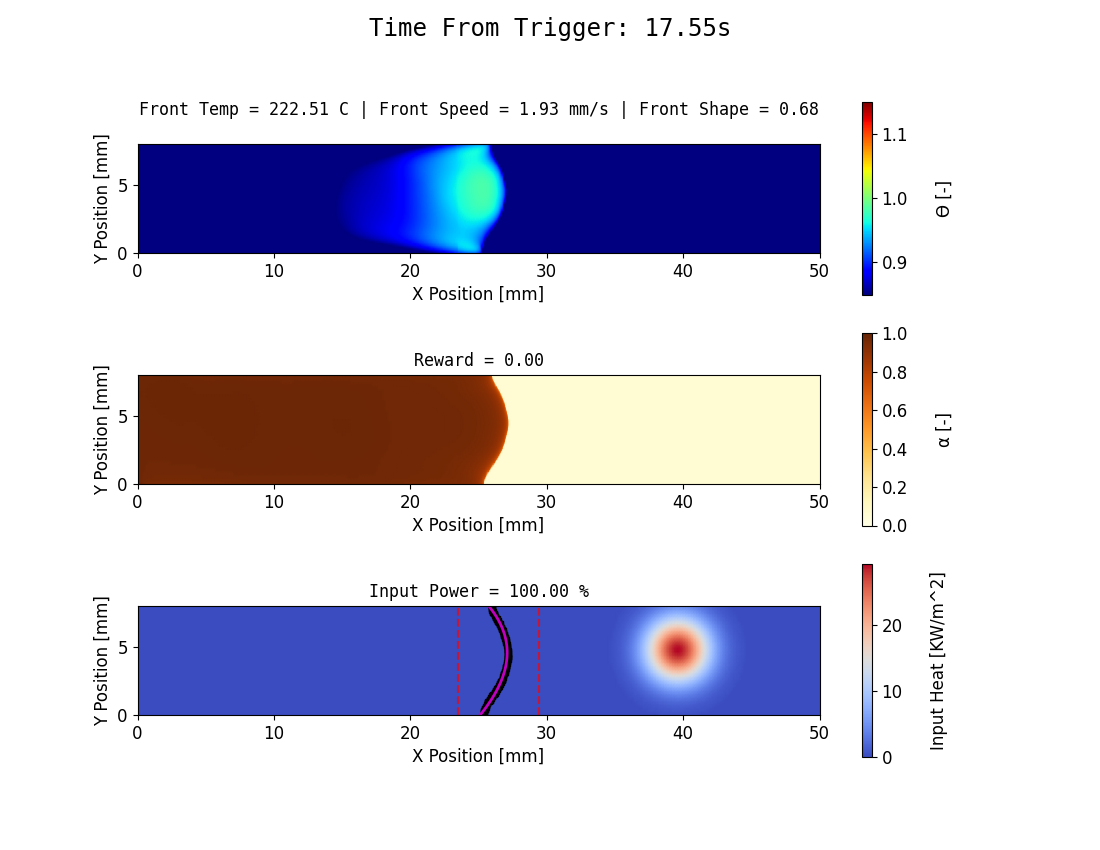 Time From Trigger: 17.55s
Front Temp = 222.51 C | Front Speed = 1.93 mm/s | Front Shape = 0.68
Y Position [mm]
5
0
0 10 20 30 40 50
X Position [mm]
1.1
1.0
0.9
Θ [-]
Reward = 0.00
Y Position [mm]
5
0
0 10 20 30 40 50
X Position [mm]
1.0
0.8
0.6
0.4
0.2
0.0
α [-]
Input Power = 100.00 %
Y Position [mm]
5
0
0 10 20 30 40 50
X Position [mm]
20
10
0
Input Heat [KW/m^2]